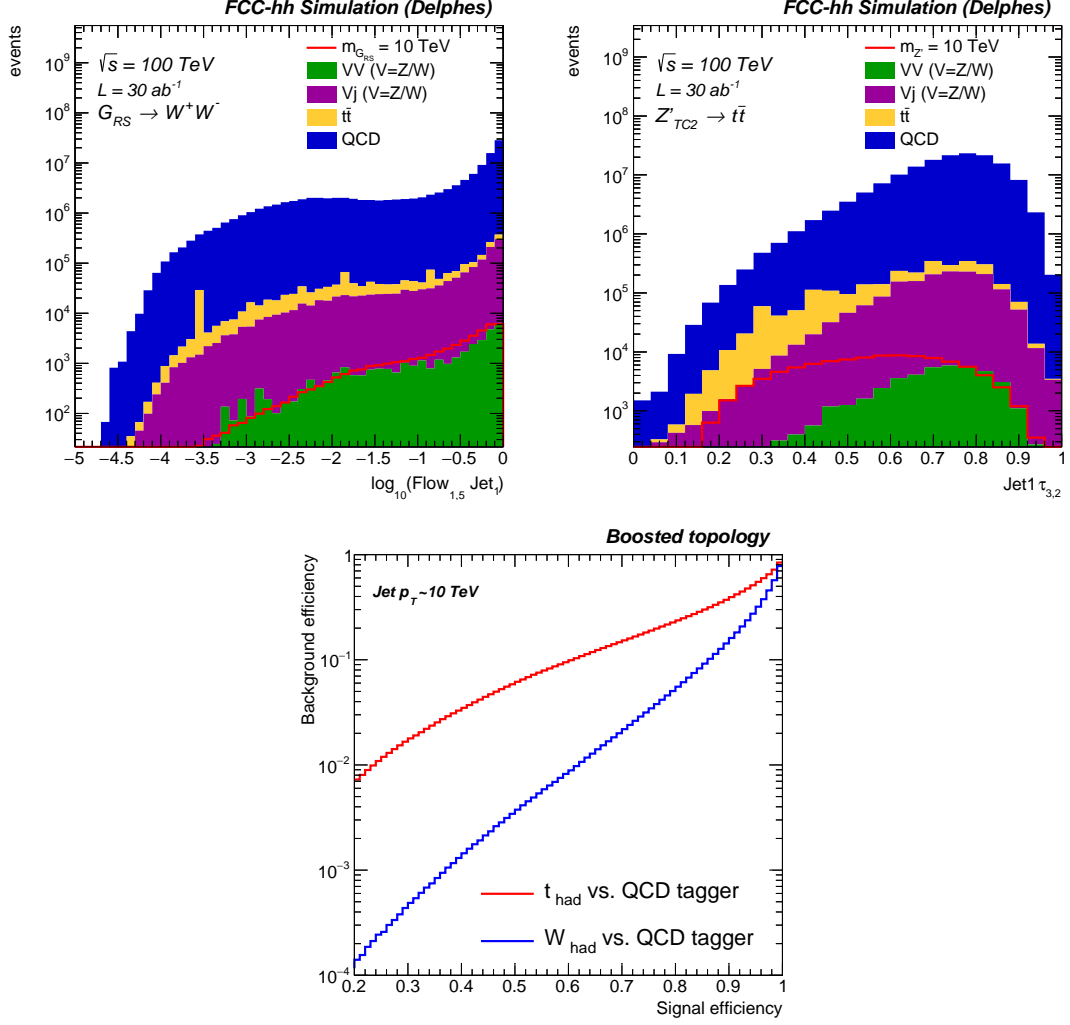 FCC-hh Simulation (Delphes)
events
10⁹
10⁸
10⁷
10⁶
10⁵
10⁴
10³
10²
√s = 100 TeV
L = 30 ab⁻¹
G_RS → W⁺W⁻
m_G_RS = 10 TeV
VV (V=Z/W)
Vj (V=Z/W)
tt̄
QCD
−5 −4.5 −4 −3.5 −3 −2.5 −2 −1.5 −1 −0.5 0
log₁₀(Flow₁,₅ Jet₁)
FCC-hh Simulation (Delphes)
events
10⁹
10⁸
10⁷
10⁶
10⁵
10⁴
10³
√s = 100 TeV
L = 30 ab⁻¹
Z'_TC2 → tt̄
m_Z' = 10 TeV
VV (V=Z/W)
Vj (V=Z/W)
tt̄
QCD
0 0.1 0.2 0.3 0.4 0.5 0.6 0.7 0.8 0.9 1
Jet1 τ₃,₂
Boosted topology
Background efficiency
1
10⁻¹
10⁻²
10⁻³
10⁻⁴
Jet p_T~10 TeV
t_had vs. QCD tagger
W_had vs. QCD tagger
0.2 0.3 0.4 0.5 0.6 0.7 0.8 0.9 1
Signal efficiency